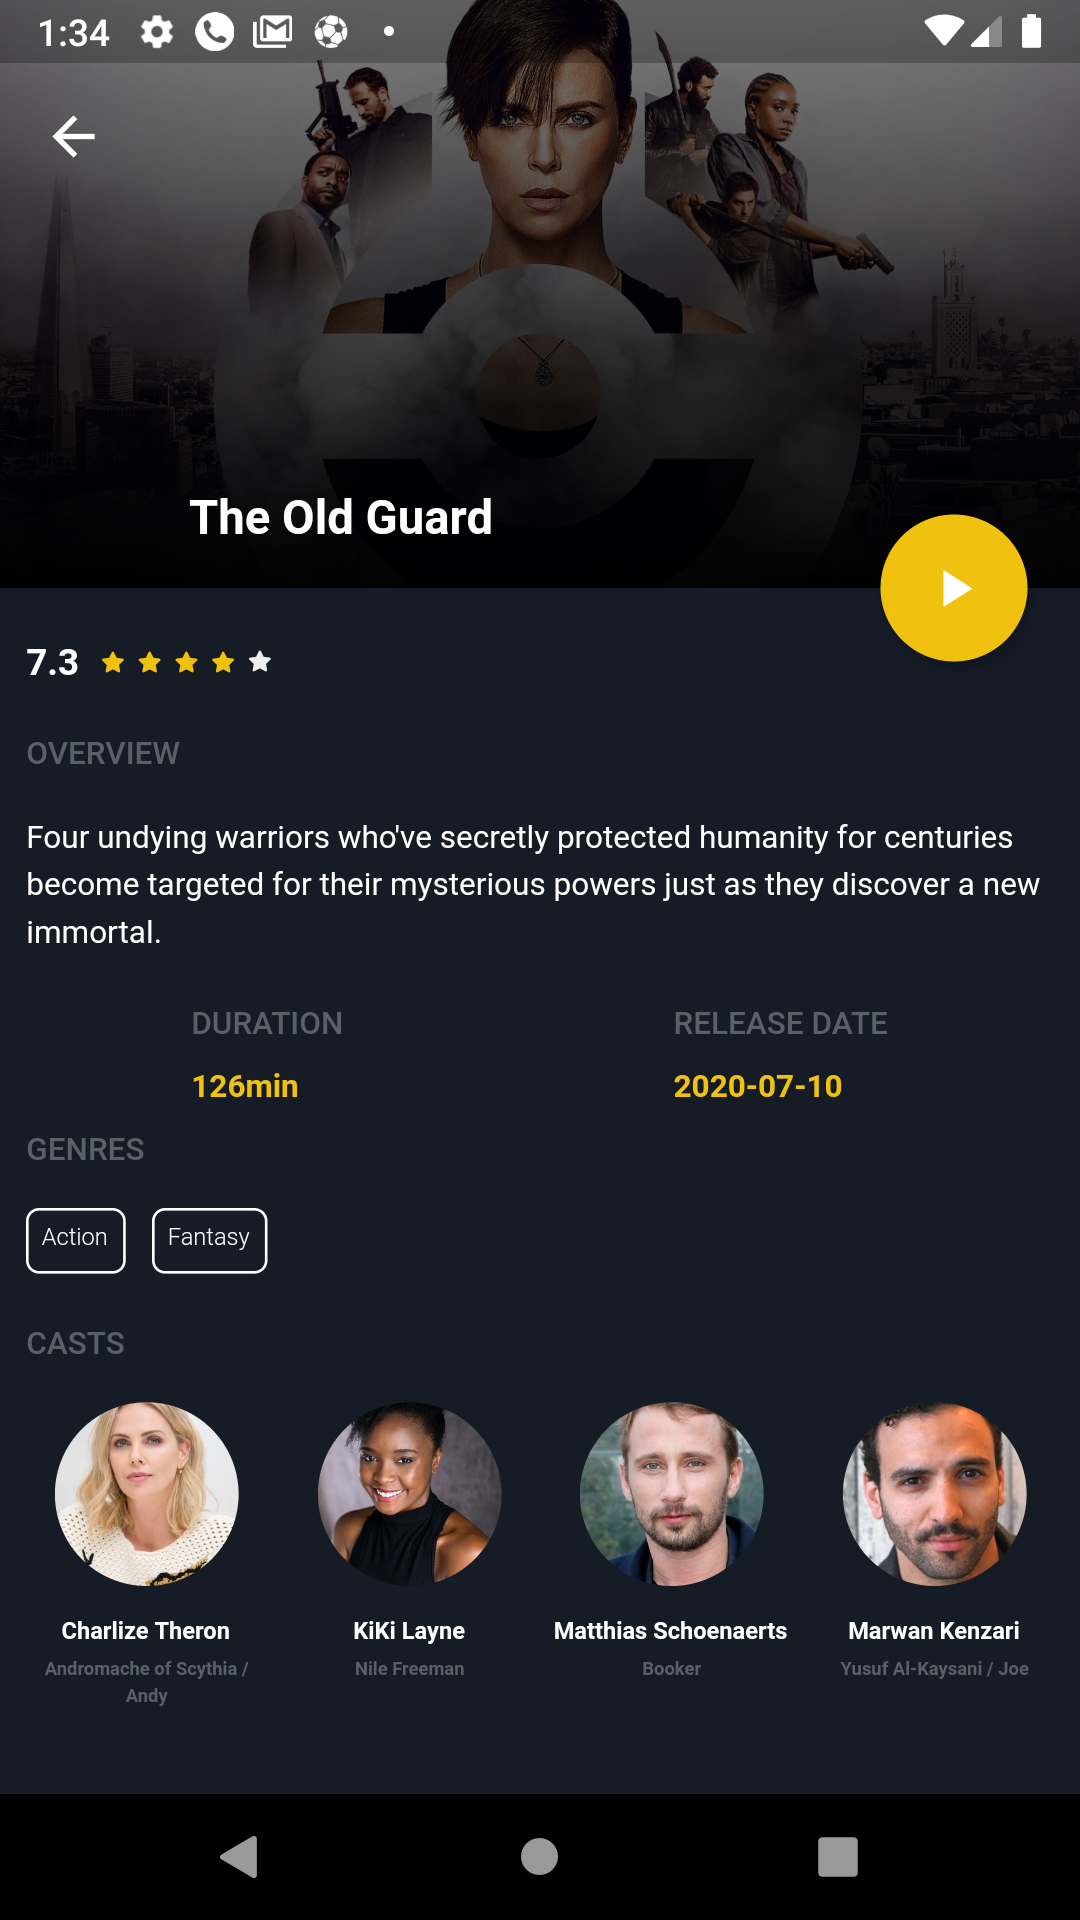 1:34
The Old Guard
7.3
OVERVIEW
Four undying warriors who've secretly protected humanity for centuries
become targeted for their mysterious powers just as they discover a new
immortal.
DURATION
RELEASE DATE
126min
2020-07-10
GENRES
Action
Fantasy
CASTS
Charlize Theron
KiKi Layne
Matthias Schoenaerts
Marwan Kenzari
Andromache of Scythia /
Andy
Nile Freeman
Booker
Yusuf Al-Kaysani / Joe